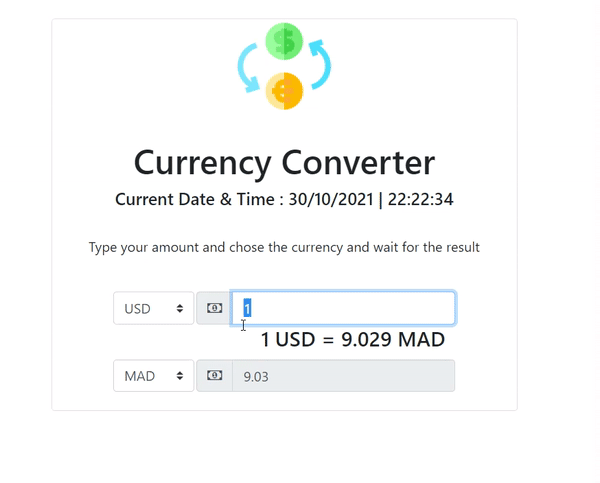 Currency Converter
Current Date & Time : 30/10/2021 | 22:22:34
Type your amount and chose the currency and wait for the result
USD 1
1 USD = 9.029 MAD
MAD 9.03